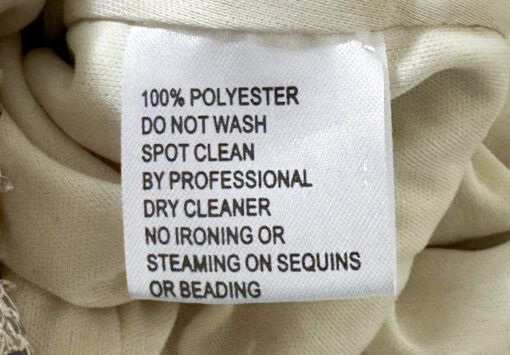 100% POLYESTER
DO NOT WASH
SPOT CLEAN
BY PROFESSIONAL
DRY CLEANER
NO IRONING OR
STEAMING ON SEQUINS
OR BEADING